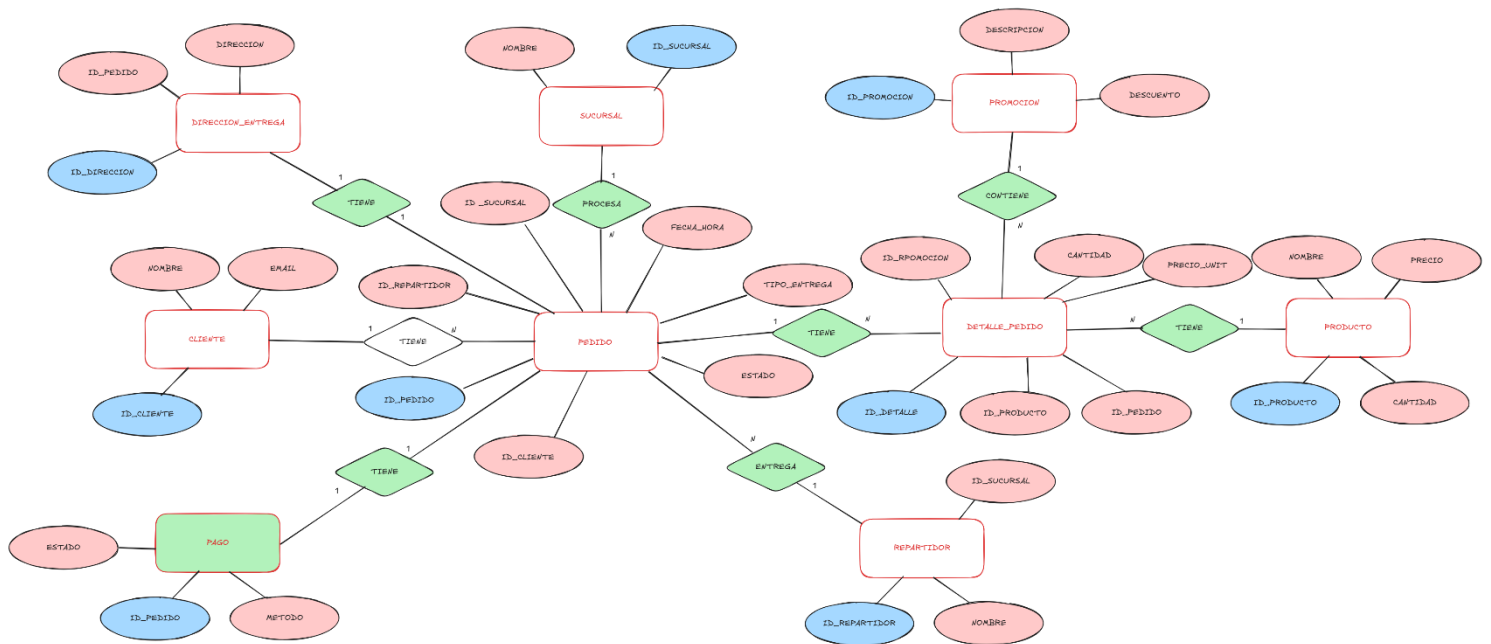 DIRECCION
ID_PEDIDO
DIRECCION_ENTREGA
ID_DIRECCION
1
TIENE
1
NOMBRE
ID_SUCURSAL
SUCURSAL
1
PROCESA
N
ID _SUCURSAL
FECHA_HORA
DESCRIPCION
ID_PROMOCION
PROMOCION
DESCUENTO
1
CONTIENE
N
NOMBRE
EMAIL
CLIENTE
ID_CLIENTE
1
TIENE
N
ID_REPARTIDOR
TIPO_ENTREGA
PEDIDO
ESTADO
ID_PEDIDO
ID_CLIENTE
1
TIENE
N
ID_RPOMOCION
CANTIDAD
PRECIO_UNIT
DETALLE_PEDIDO
ID_DETALLE
ID_PRODUCTO
ID_PEDIDO
N
TIENE
1
NOMBRE
PRECIO
PRODUCTO
ID_PRODUCTO
CANTIDAD
1
TIENE
1
PAGO
ESTADO
ID_PEDIDO
METODO
N
ENTREGA
1
ID_SUCURSAL
REPARTIDOR
ID_REPARTIDOR
NOMBRE